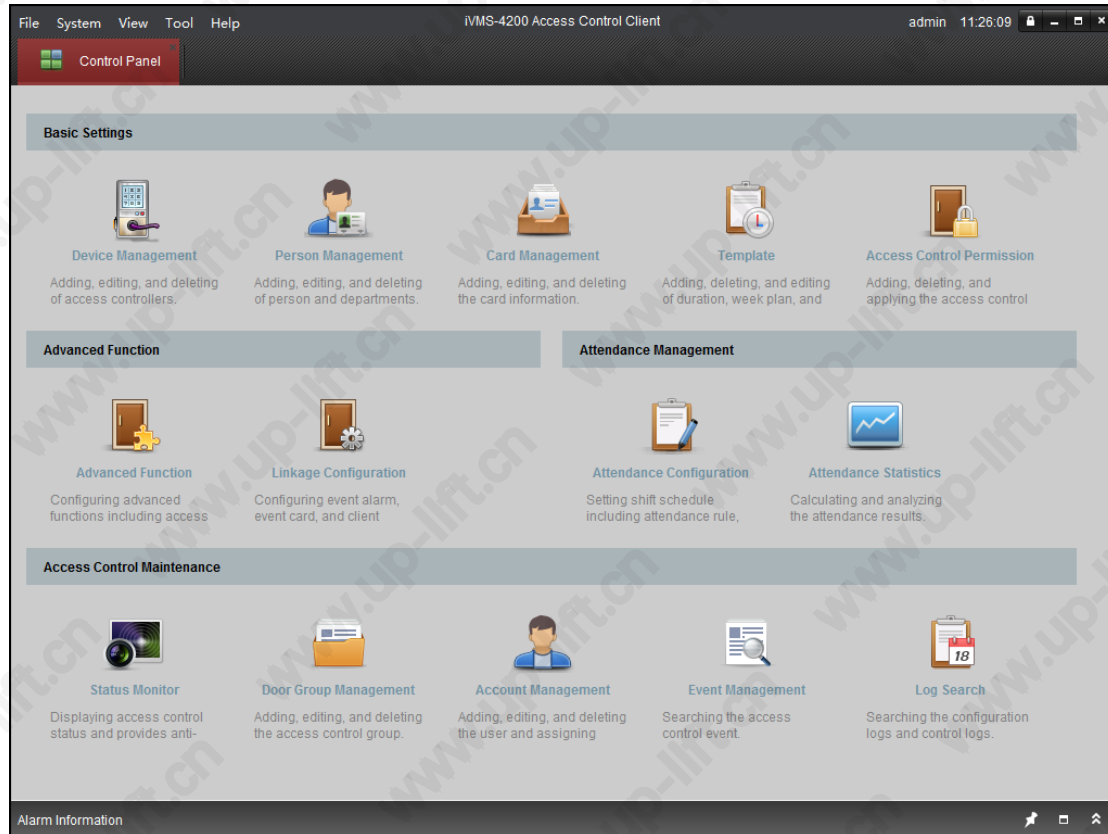 File System View Tool Help iVMS-4200 Access Control Client admin 11:26:09
Control Panel
Basic Settings
Device Management
Adding, editing, and deleting
of access controllers.
Person Management
Adding, editing, and deleting
of person and departments.
Card Management
Adding, editing, and deleting
the card information.
Template
Adding, deleting, and editing
of duration, week plan, and
Access Control Permission
Adding, deleting, and
applying the access control
Advanced Function
Advanced Function
Configuring advanced
functions including access
Linkage Configuration
Configuring event alarm,
event card, and client
Attendance Management
Attendance Configuration
Setting shift schedule
including attendance rule,
Attendance Statistics
Calculating and analyzing
the attendance results.
Access Control Maintenance
Status Monitor
Displaying access control
status and provides anti-
Door Group Management
Adding, editing, and deleting
the access control group.
Account Management
Adding, editing, and deleting
the user and assigning
Event Management
Searching the access
control event.
18
Log Search
Searching the configuration
logs and control logs.
Alarm Information
www.up-lift.cn